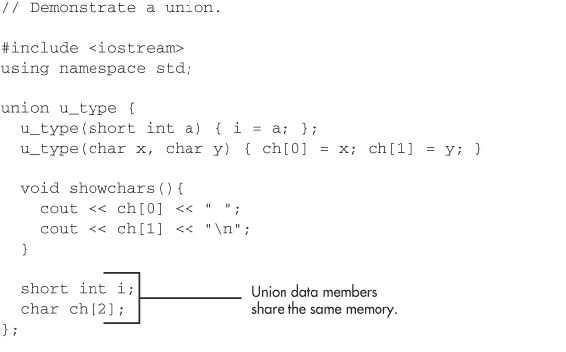 // Demonstrate a union.
#include <iostream>
using namespace std;
union u_type {
u_type(short int a) { i = a; };
u_type(char x, char y) { ch[0] = x; ch[1] = y; }
void showchars(){
cout << ch[0] << " ";
cout << ch[1] << "\n";
}
short int i;
char ch[2];
};
Union data members
share the same memory.